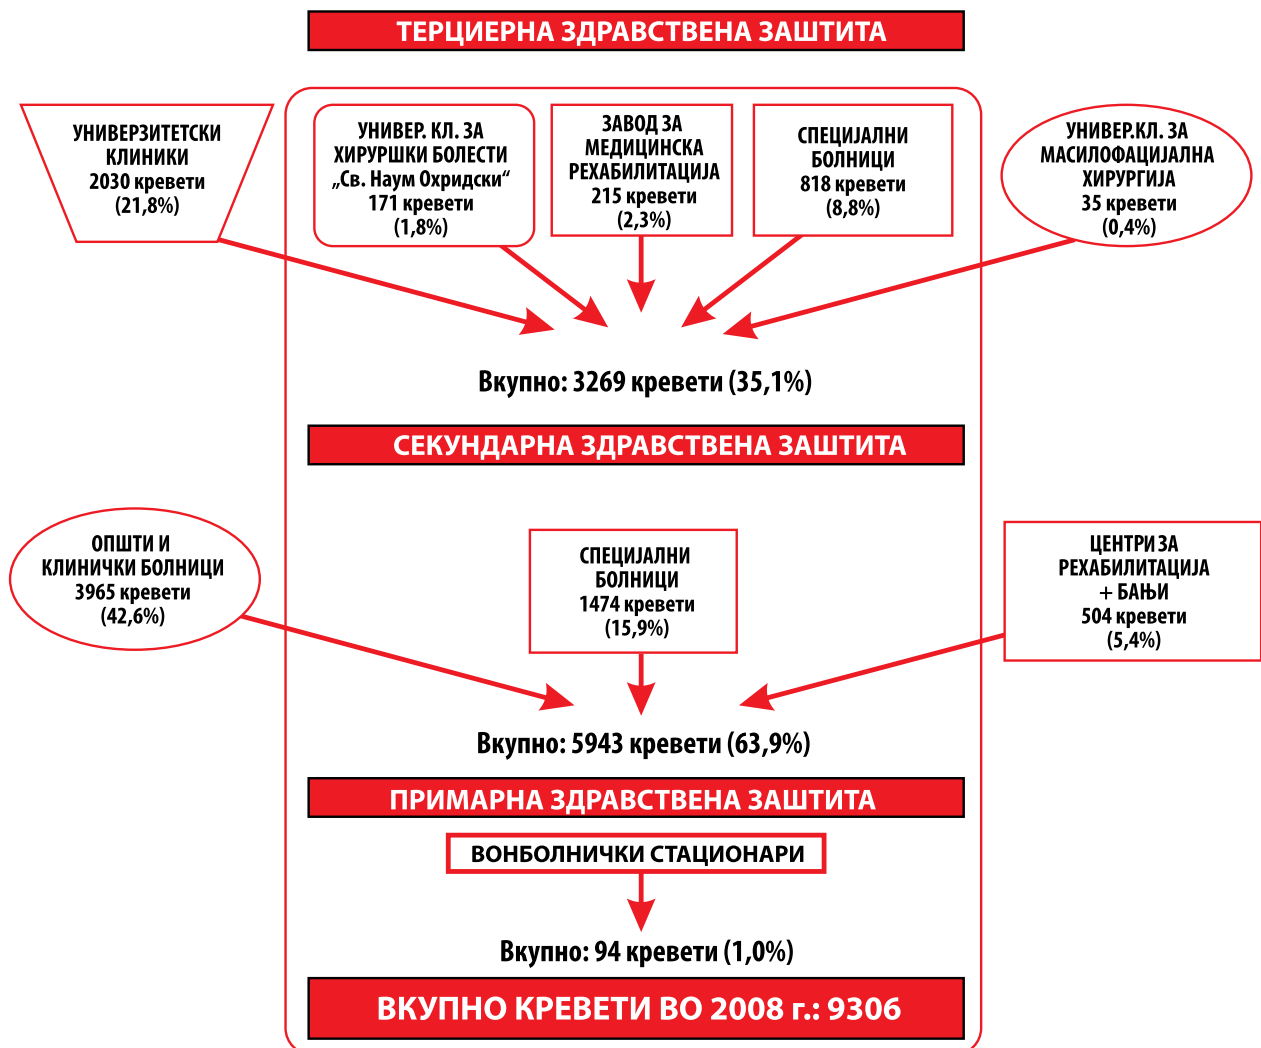 ТЕРЦИЕРНА ЗДРАВСТВЕНА ЗАШТИТА
УНИВЕРЗИТЕТСКИ
КЛИНИКИ
2030 кревети
(21,8%)
УНИВЕР. КЛ. ЗА
ХИРУРШКИ БОЛЕСТИ
„Св. Наум Охридски“
171 кревети
(1,8%)
ЗАВОД ЗА
МЕДИЦИНСКА
РЕХАБИЛИТАЦИЈА
215 кревети
(2,3%)
СПЕЦИЈАЛНИ
БОЛНИЦИ
818 кревети
(8,8%)
УНИВЕР.КЛ. ЗА
МАСИЛОФАЦИЈАЛНА
ХИРУРГИЈА
35 кревети
(0,4%)
Вкупно: 3269 кревети (35,1%)
СЕКУНДАРНА ЗДРАВСТВЕНА ЗАШТИТА
ОПШТИ И
КЛИНИЧКИ БОЛНИЦИ
3965 кревети
(42,6%)
СПЕЦИЈАЛНИ
БОЛНИЦИ
1474 кревети
(15,9%)
ЦЕНТРИ ЗА
РЕХАБИЛИТАЦИЈА
+ БАЊИ
504 кревети
(5,4%)
Вкупно: 5943 кревети (63,9%)
ПРИМАРНА ЗДРАВСТВЕНА ЗАШТИТА
ВОНБОЛНИЧКИ СТАЦИОНАРИ
Вкупно: 94 кревети (1,0%)
ВКУПНО КРЕВЕТИ ВО 2008 г.: 9306